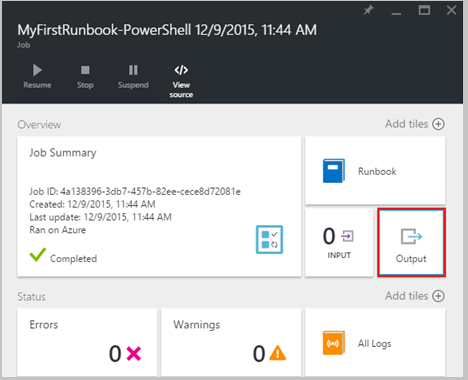 MyFirstRunbook-PowerShell 12/9/2015, 11:44 AM
Job
Resume
Stop
Suspend
View source
Overview
Add tiles
Job Summary
Job ID: 4a138396-3db7-457b-82ee-cece8d72081e
Created: 12/9/2015, 11:44 AM
Last update: 12/9/2015, 11:44 AM
Ran on Azure
Completed
Runbook
0
INPUT
Output
Status
Add tiles
Errors
0
Warnings
0
All Logs